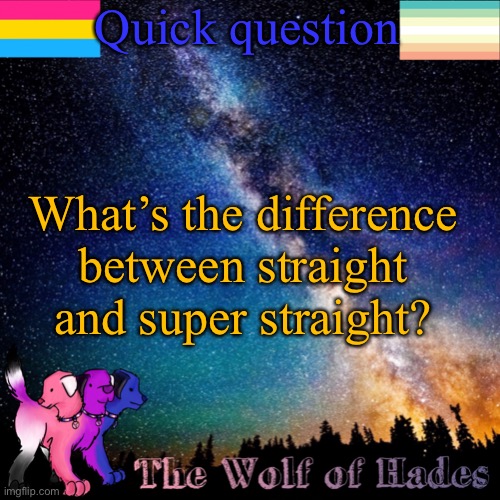 Quick question
What’s the difference
between straight
and super straight?
The Wolf of Hades
imgflip.com